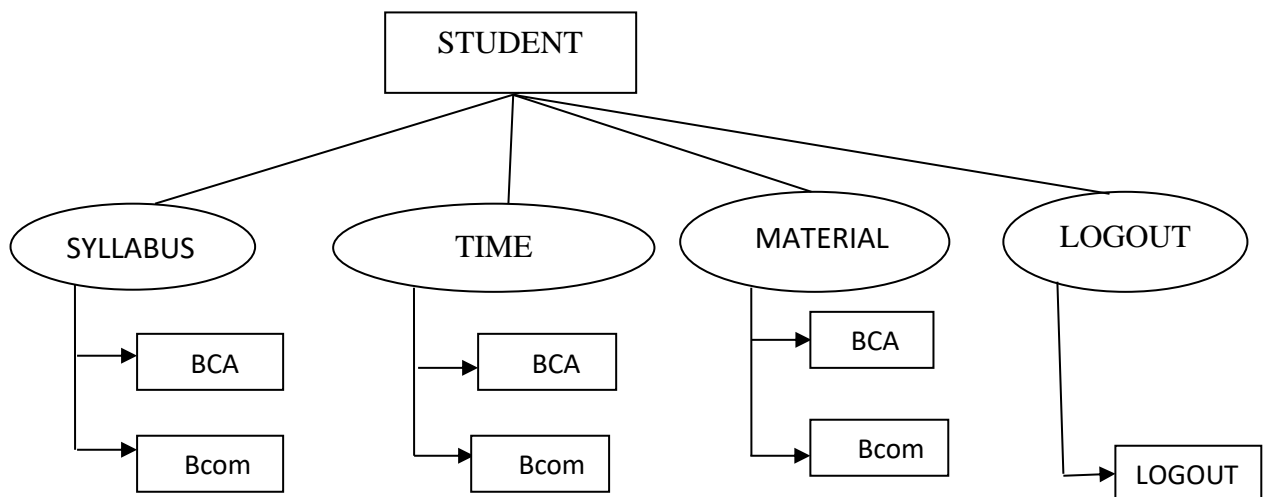 STUDENT
SYLLABUS
TIME
MATERIAL
LOGOUT
BCA
BCA
BCA
Bcom
Bcom
Bcom
LOGOUT